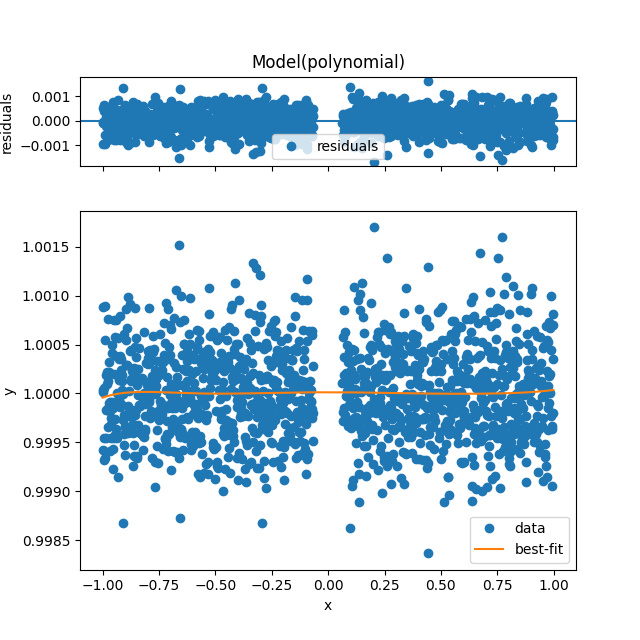 Model(polynomial)
residuals
0.001
0.000
−0.001
residuals
y
1.0015
1.0010
1.0005
1.0000
0.9995
0.9990
0.9985
data
best-fit
−1.00 −0.75 −0.50 −0.25 0.00 0.25 0.50 0.75 1.00
x